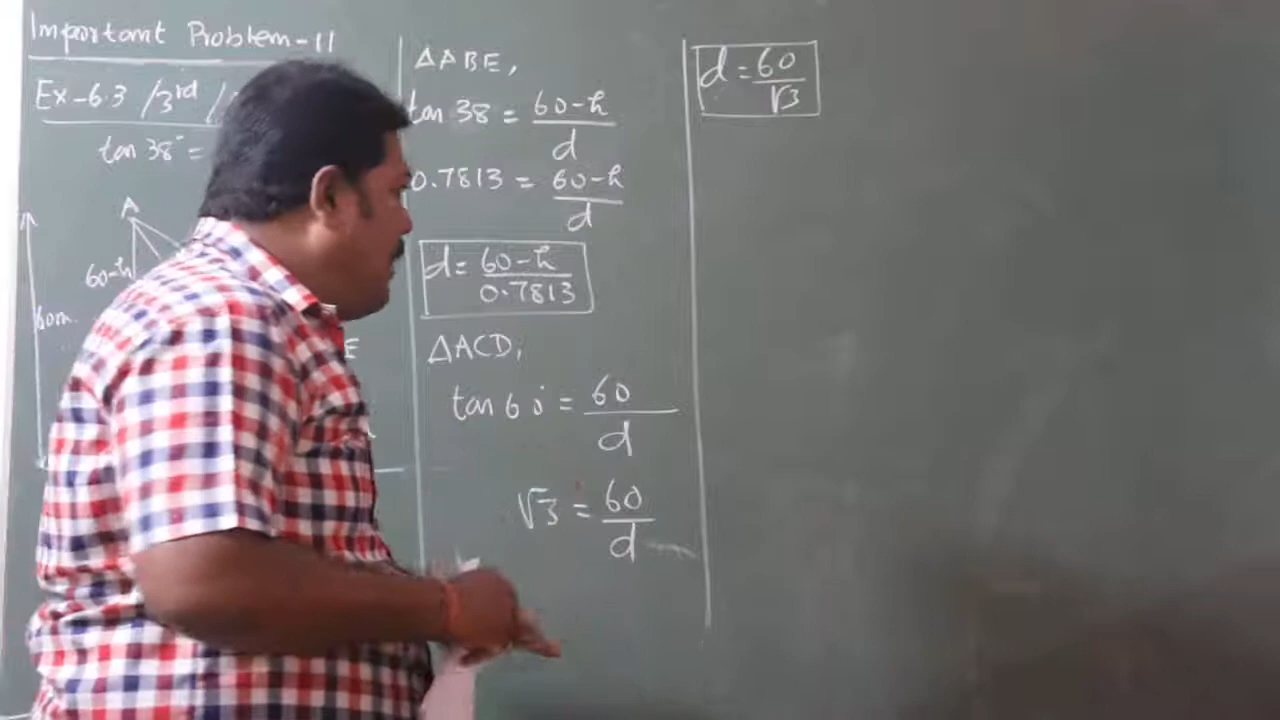 Important Problem-11
Ex-6.3 /3rd /
tan 38° =
A
60-h
60m.
E
ΔABE,
tan 38 = 60-h / d
0.7813 = 60-h / d
d = 60-h / 0.7813
ΔACD,
tan 60° = 60 / d
√3 = 60 / d
d = 60 / √3